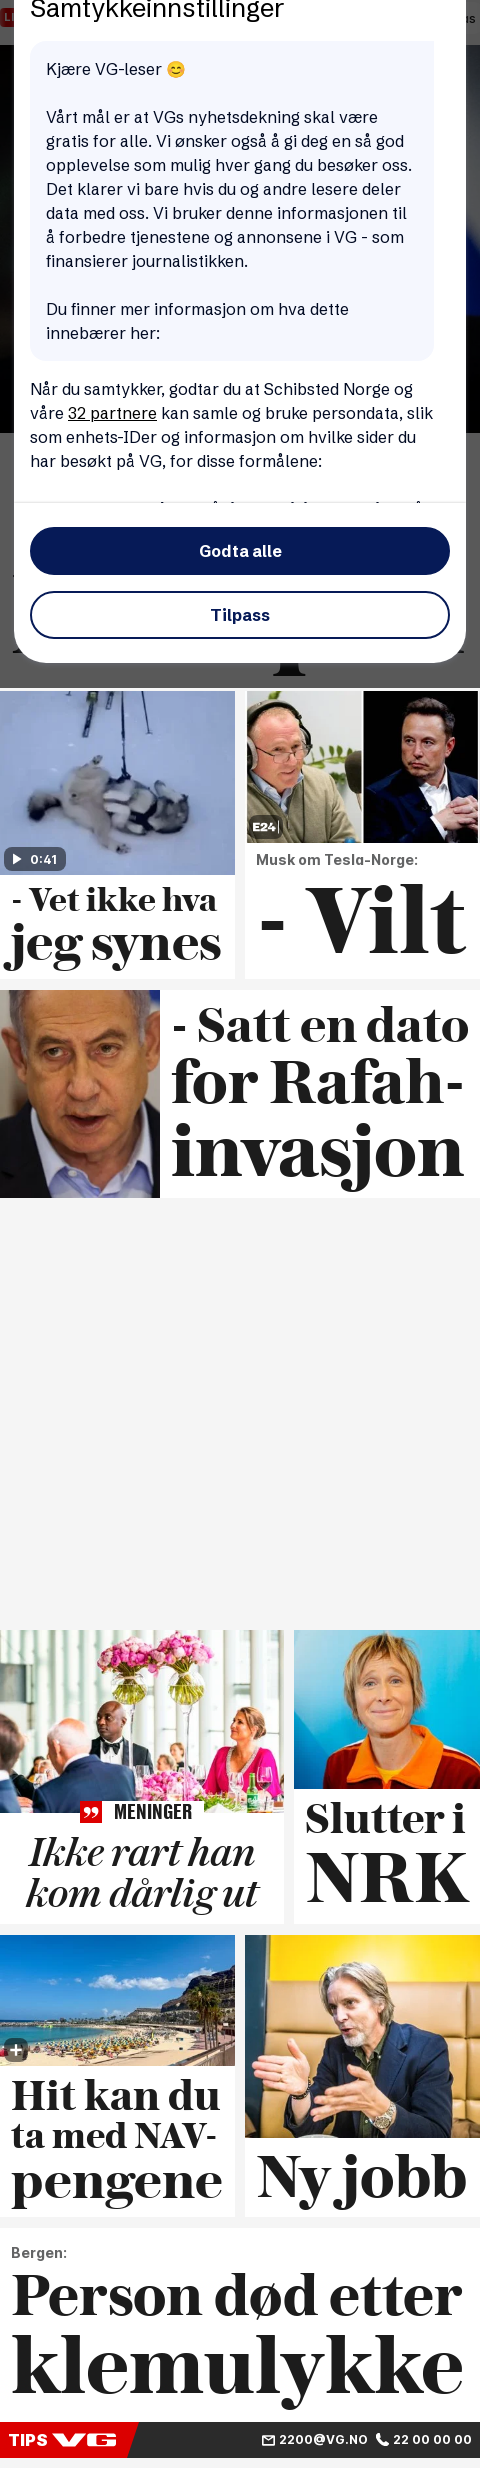 Samtykkeinnstillinger
Kjære VG-leser 😊
Vårt mål er at VGs nyhetsdekning skal være
gratis for alle. Vi ønsker også å gi deg en så god
opplevelse som mulig hver gang du besøker oss.
Det klarer vi bare hvis du og andre lesere deler
data med oss. Vi bruker denne informasjonen til
å forbedre tjenestene og annonsene i VG - som
finansierer journalistikken.
Du finner mer informasjon om hva dette
innebærer her:
Når du samtykker, godtar du at Schibsted Norge og
våre 32 partnere kan samle og bruke persondata, slik
som enhets-IDer og informasjon om hvilke sider du
har besøkt på VG, for disse formålene:
Godta alle
Tilpass
0:41
- Vet ikke hva
jeg synes
E24
Musk om Tesla-Norge:
- Vilt
- Satt en dato
for Rafah-
invasjon
MENINGER
Ikke rart han
kom dårlig ut
Slutter i
NRK
Hit kan du
ta med NAV-
pengene
Ny jobb
Bergen:
Person død etter
klemulykke
TIPS VG
2200@VG.NO 22 00 00 00